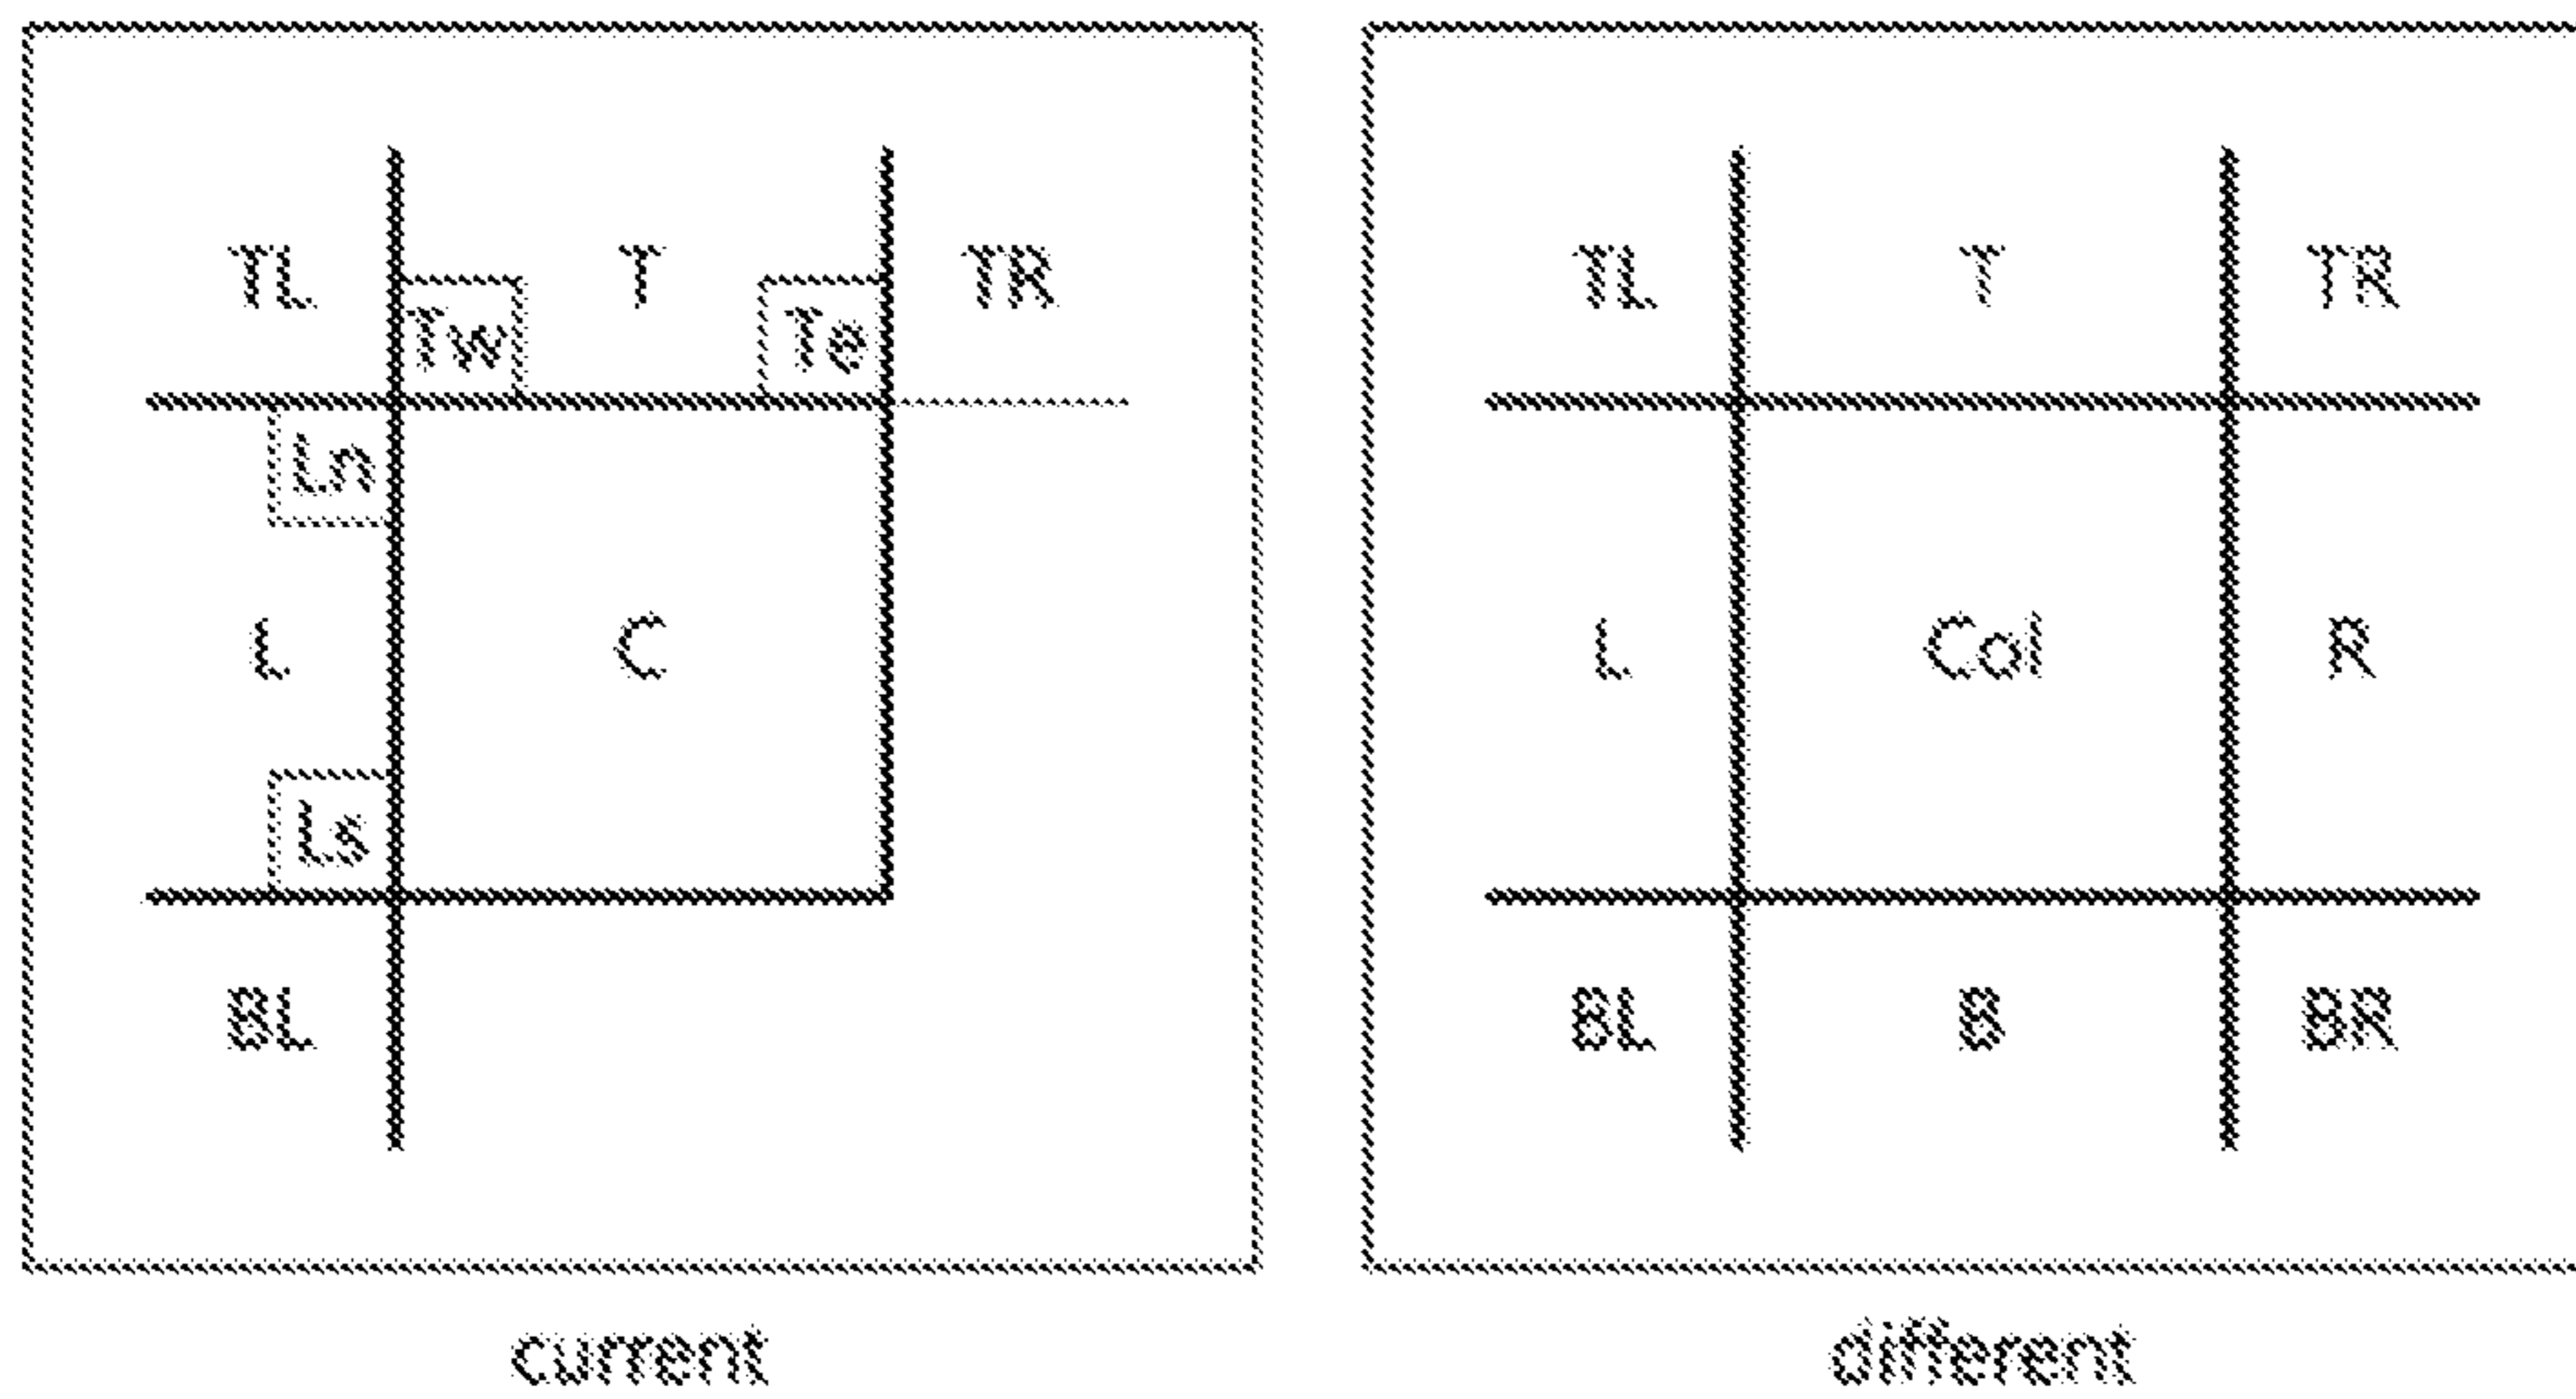 TL T TR TL T TR
Tw Te
Ln
L C L Col R
Ls
BL BL B BR
current different